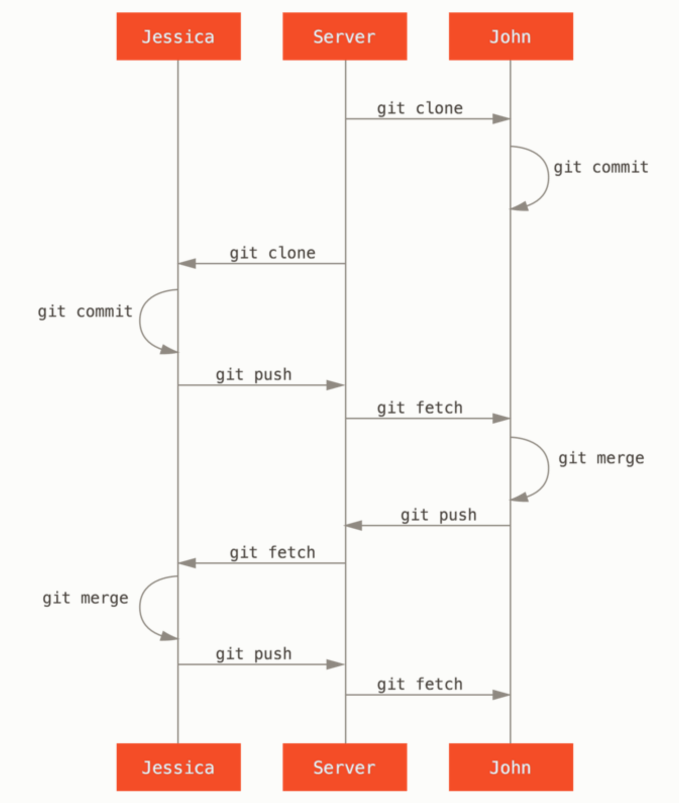 Jessica Server John
git clone
git commit
git clone
git commit
git push
git fetch
git merge
git push
git fetch
git merge
git push
git fetch
Jessica Server John